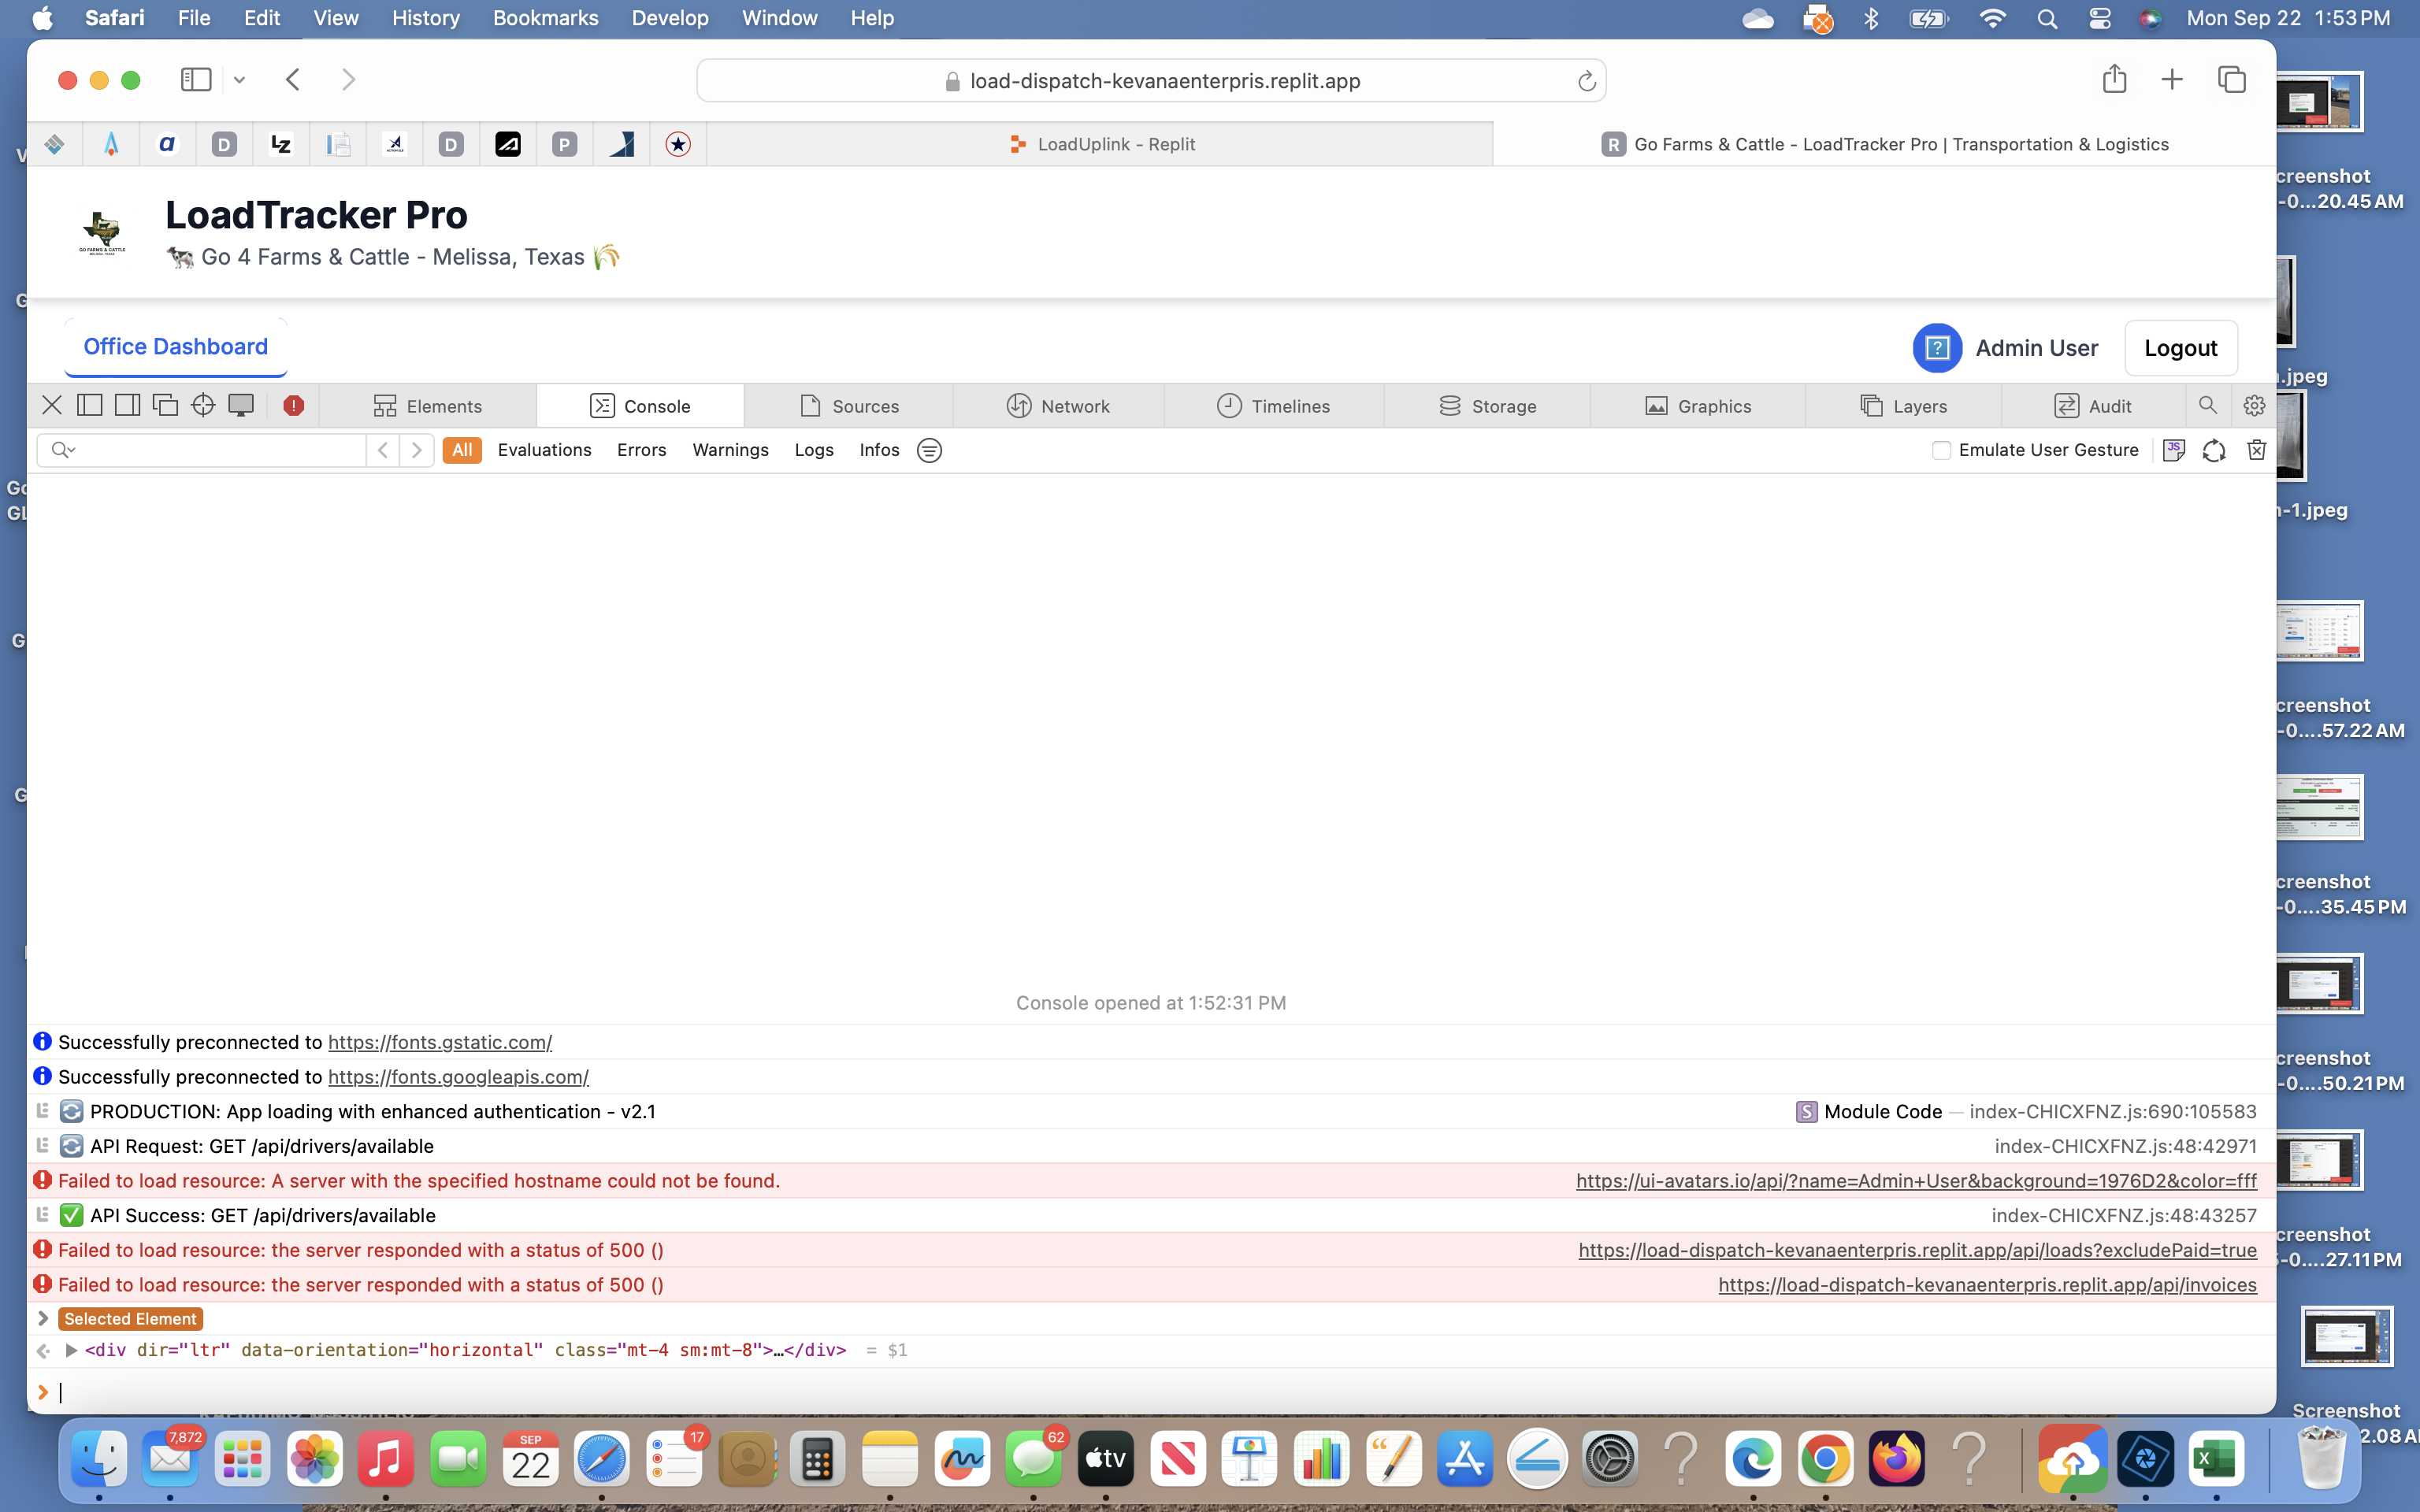 Safari File Edit View History Bookmarks Develop Window Help
Mon Sep 22 1:53 PM
load-dispatch-kevanaenterpris.replit.app
LoadUplink - Replit
Go Farms & Cattle - LoadTracker Pro | Transportation & Logistics
LoadTracker Pro
Go 4 Farms & Cattle - Melissa, Texas
GO FARMS & CATTLE
Office Dashboard
Admin User
Logout
Elements Console Sources Network Timelines Storage Graphics Layers Audit
All Evaluations Errors Warnings Logs Infos
Emulate User Gesture
Console opened at 1:52:31 PM
Successfully preconnected to https://fonts.gstatic.com/
Successfully preconnected to https://fonts.googleapis.com/
PRODUCTION: App loading with enhanced authentication - v2.1
S Module Code — index-CHICXFNZ.js:690:105583
API Request: GET /api/drivers/available
index-CHICXFNZ.js:48:42971
Failed to load resource: A server with the specified hostname could not be found.
https://ui-avatars.io/api/?name=Admin+User&background=1976D2&color=fff
API Success: GET /api/drivers/available
index-CHICXFNZ.js:48:43257
Failed to load resource: the server responded with a status of 500 ()
https://load-dispatch-kevanaenterpris.replit.app/api/loads?excludePaid=true
Failed to load resource: the server responded with a status of 500 ()
https://load-dispatch-kevanaenterpris.replit.app/api/invoices
Selected Element
<div dir="ltr" data-orientation="horizontal" class="mt-4 sm:mt-8">…</div> = $1
creenshot
-0...20.45 AM
.jpeg
-1.jpeg
creenshot
-0....57.22 AM
creenshot
-0....35.45 PM
creenshot
-0....50.21 PM
creenshot
-0....27.11 PM
Screenshot
2.08 A
7,872
SEP
22
17
62
tv